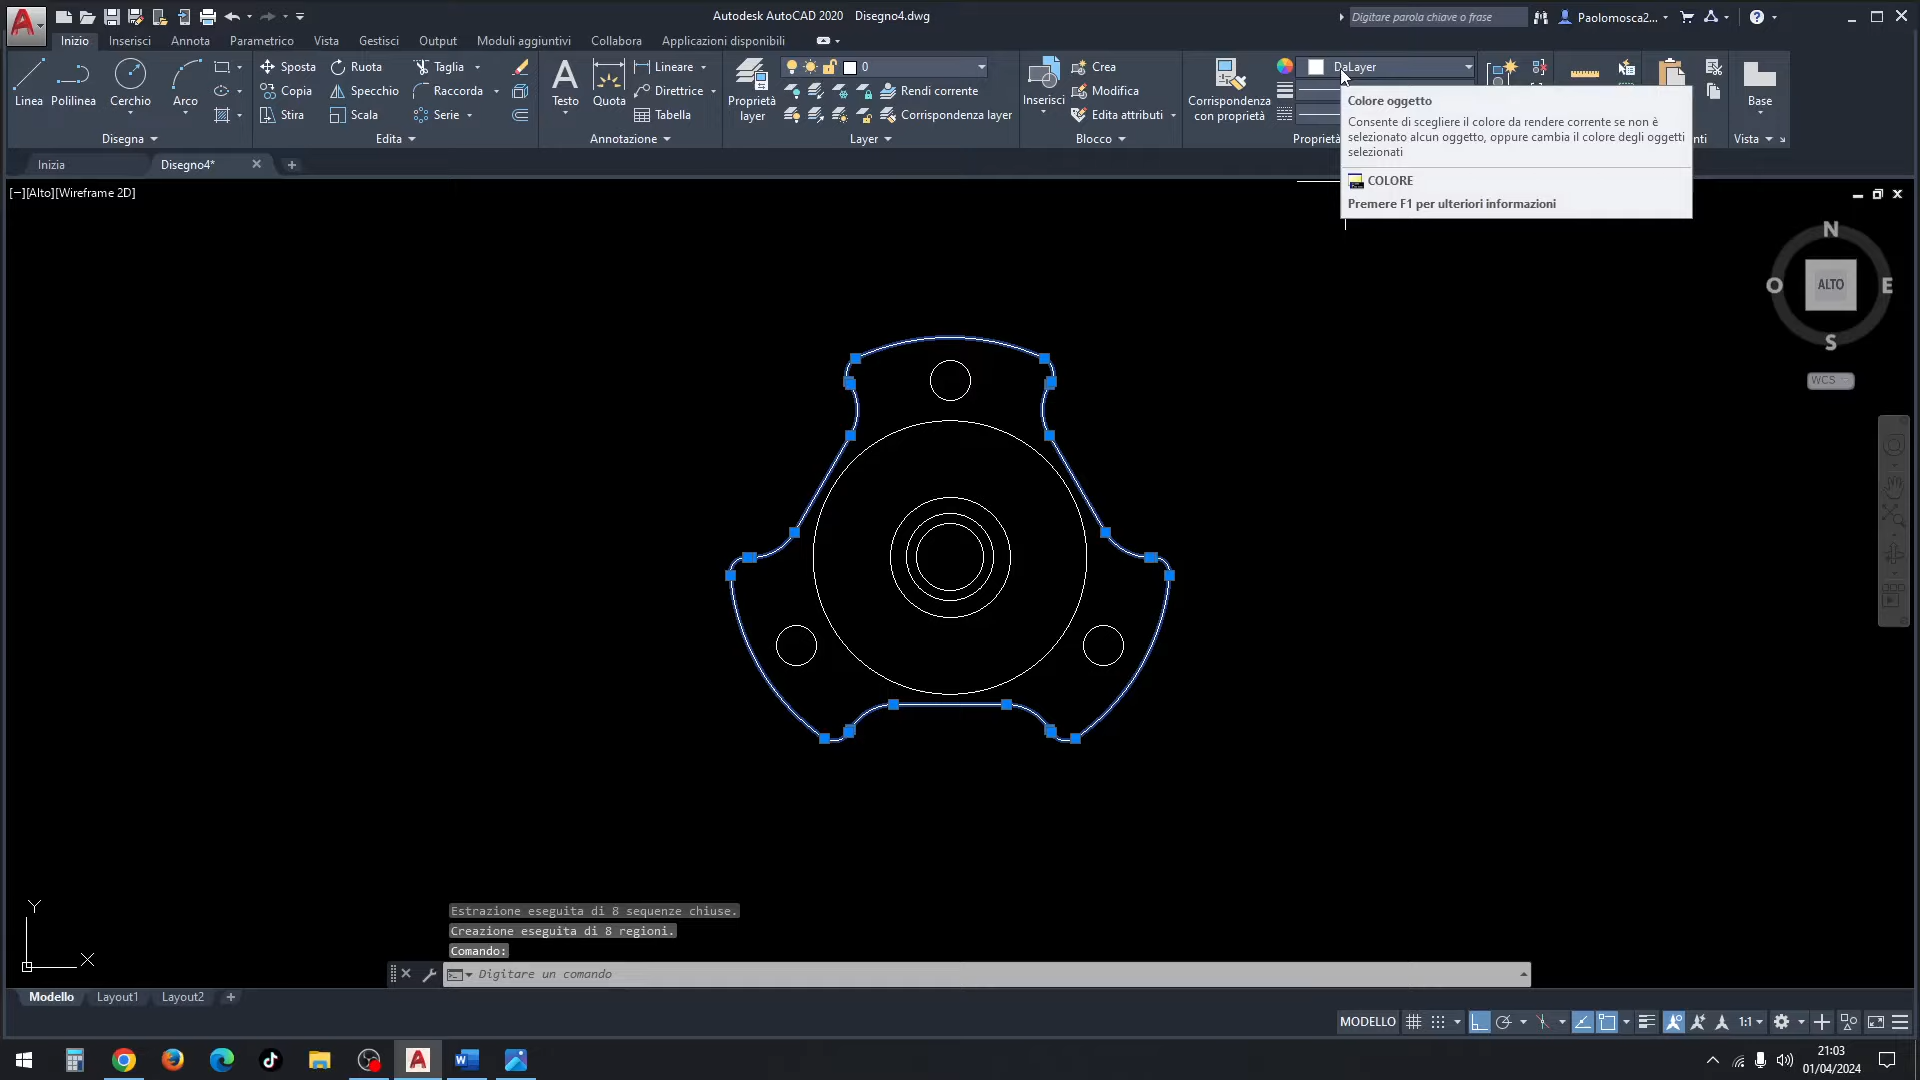 Autodesk AutoCAD 2020 Disegno4.dwg
Digitare parola chiave o frase
Paolomosca2...
Inizio Inserisci Annota Parametrico Vista Gestisci Output Moduli aggiuntivi Collabora Applicazioni disponibili
Linea Polilinea Cerchio Arco
Sposta Ruota Taglia
Copia Specchio Raccorda
Stira Scala Serie
Testo Quota
Lineare
Direttrice
Tabella
Proprietà layer
0
Rendi corrente
Corrispondenza layer
Inserisci
Crea
Modifica
Edita attributi
Corrispondenza con proprietà
DaLayer
Base
Disegna Edita Annotazione Layer Blocco Proprietà nti Vista
Colore oggetto
Consente di scegliere il colore da rendere corrente se non è
selezionato alcun oggetto, oppure cambia il colore degli oggetti
selezionati
COLORE
Premere F1 per ulteriori informazioni
Inizia Disegno4*
[−][Alto][Wireframe 2D]
N
O ALTO E
S
WCS
Y
X
Estrazione eseguita di 8 sequenze chiuse.
Creazione eseguita di 8 regioni.
Comando:
Digitare un comando
Modello Layout1 Layout2
MODELLO 1:1
21:03
01/04/2024